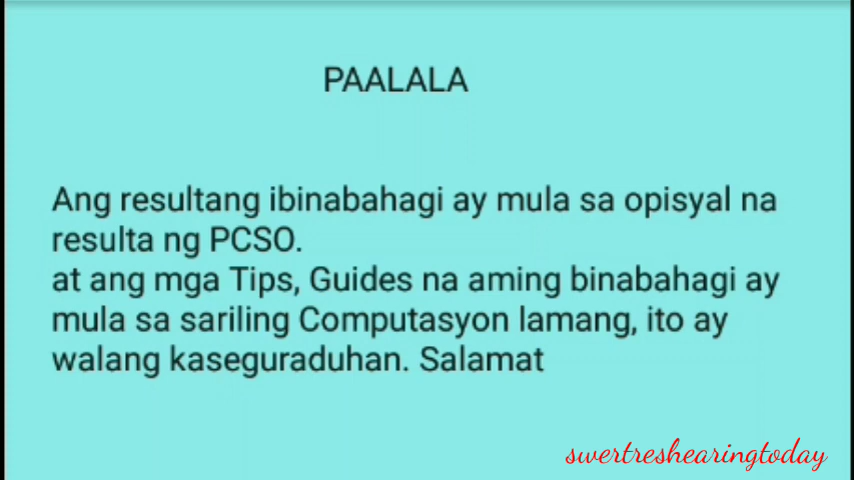 PAALALA
Ang resultang ibinabahagi ay mula sa opisyal na
resulta ng PCSO.
at ang mga Tips, Guides na aming binabahagi ay
mula sa sariling Computasyon lamang, ito ay
walang kaseguraduhan. Salamat
swertreshearingtoday